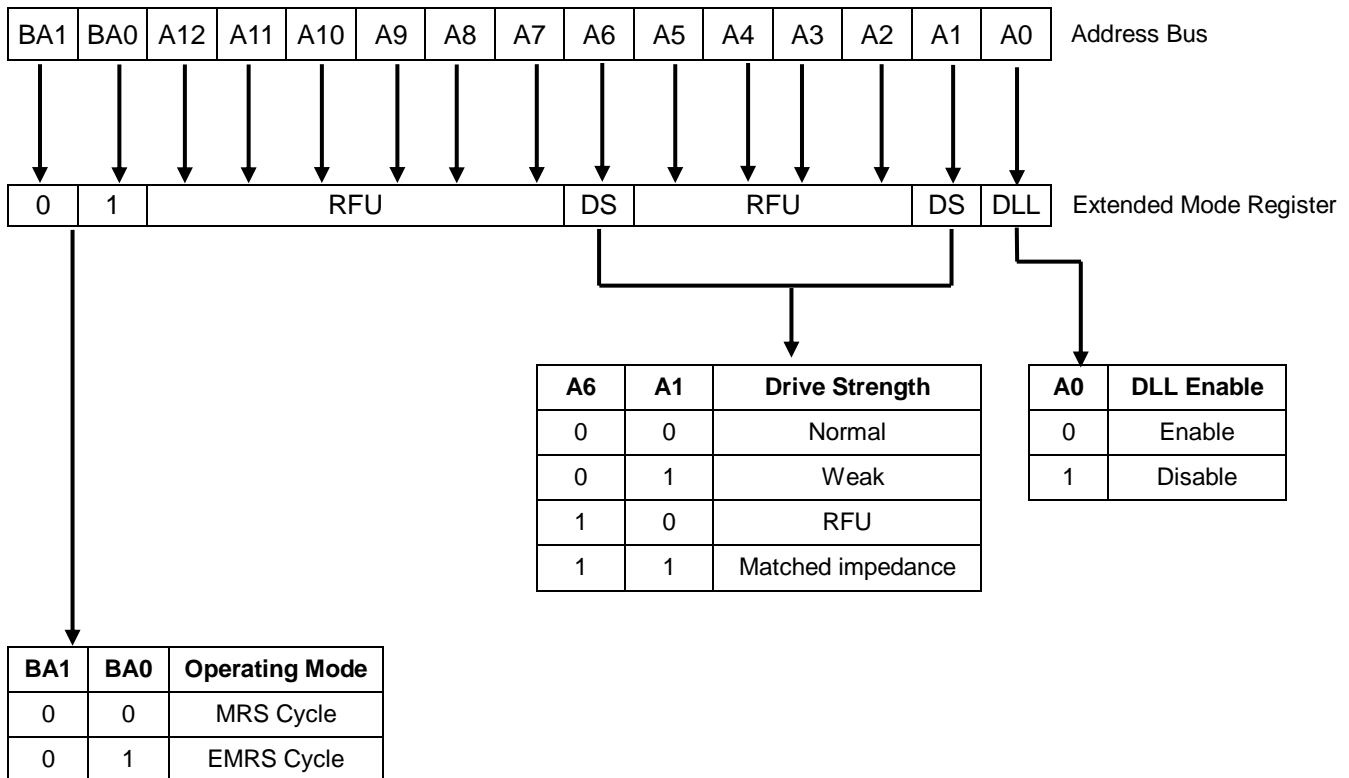 BA1 BA0 A12 A11 A10 A9 A8 A7 A6 A5 A4 A3 A2 A1 A0 Address Bus
0 1 RFU DS RFU DS DLL Extended Mode Register
A6 A1 Drive Strength
0 0 Normal
0 1 Weak
1 0 RFU
1 1 Matched impedance
A0 DLL Enable
0 Enable
1 Disable
BA1 BA0 Operating Mode
0 0 MRS Cycle
0 1 EMRS Cycle